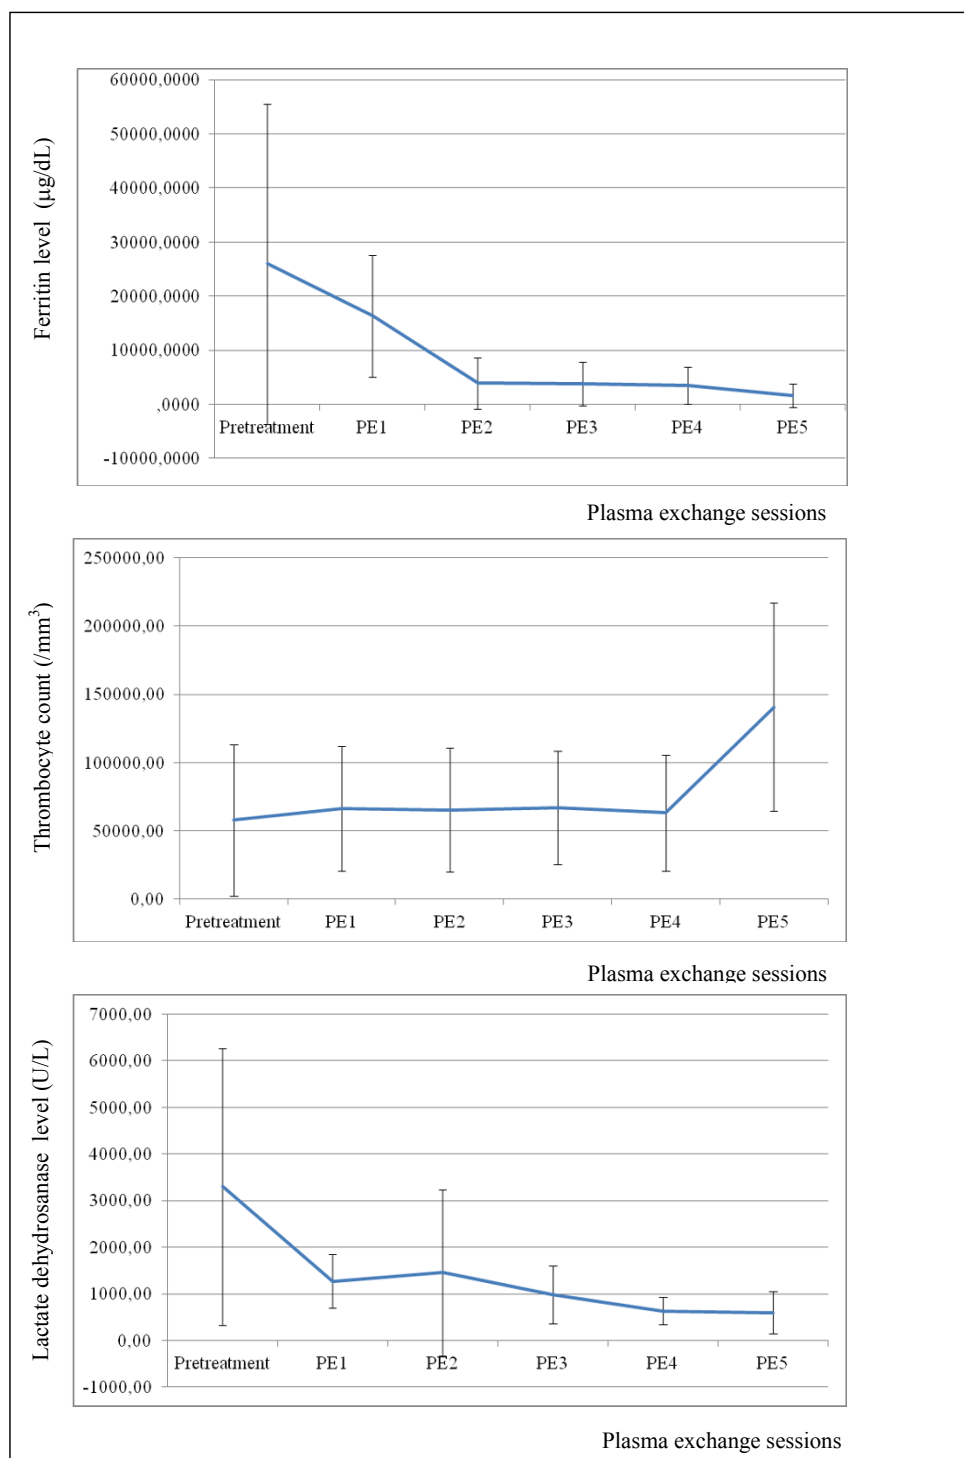 Ferritin level (µg/dL)
60000,0000
50000,0000
40000,0000
30000,0000
20000,0000
10000,0000
,0000
-10000,0000
Pretreatment PE1 PE2 PE3 PE4 PE5
Plasma exchange sessions
Thrombocyte count (/mm³)
250000,00
200000,00
150000,00
100000,00
50000,00
0,00
Pretreatment PE1 PE2 PE3 PE4 PE5
Plasma exchange sessions
Lactate dehydrosanase level (U/L)
7000,00
6000,00
5000,00
4000,00
3000,00
2000,00
1000,00
0,00
-1000,00
Pretreatment PE1 PE2 PE3 PE4 PE5
Plasma exchange sessions